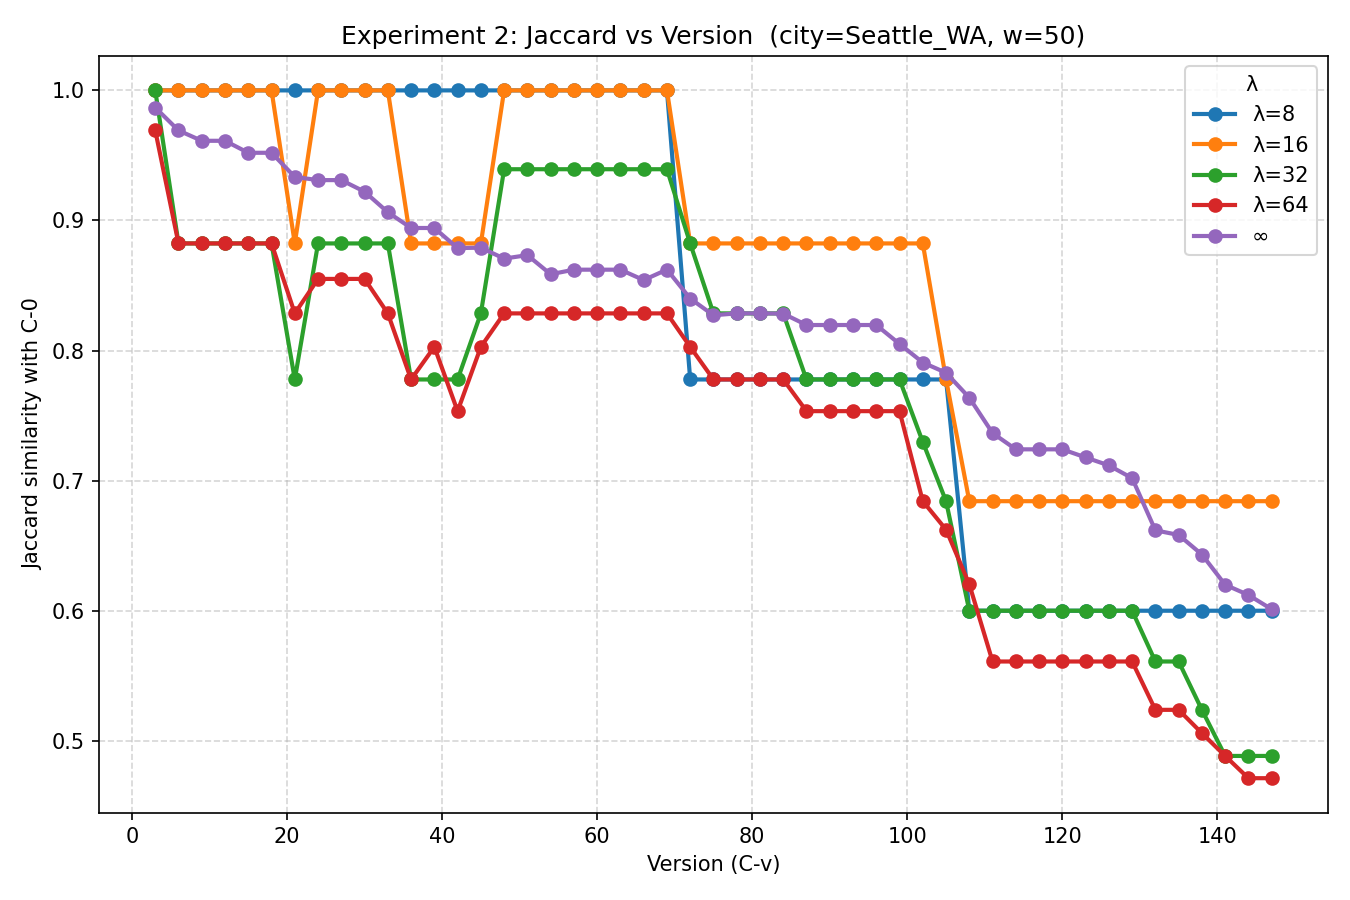 Experiment 2: Jaccard vs Version (city=Seattle_WA, w=50)
Jaccard similarity with C-0
1.0
0.9
0.8
0.7
0.6
0.5
λ
λ=8
λ=16
λ=32
λ=64
∞
0 20 40 60 80 100 120 140
Version (C-v)